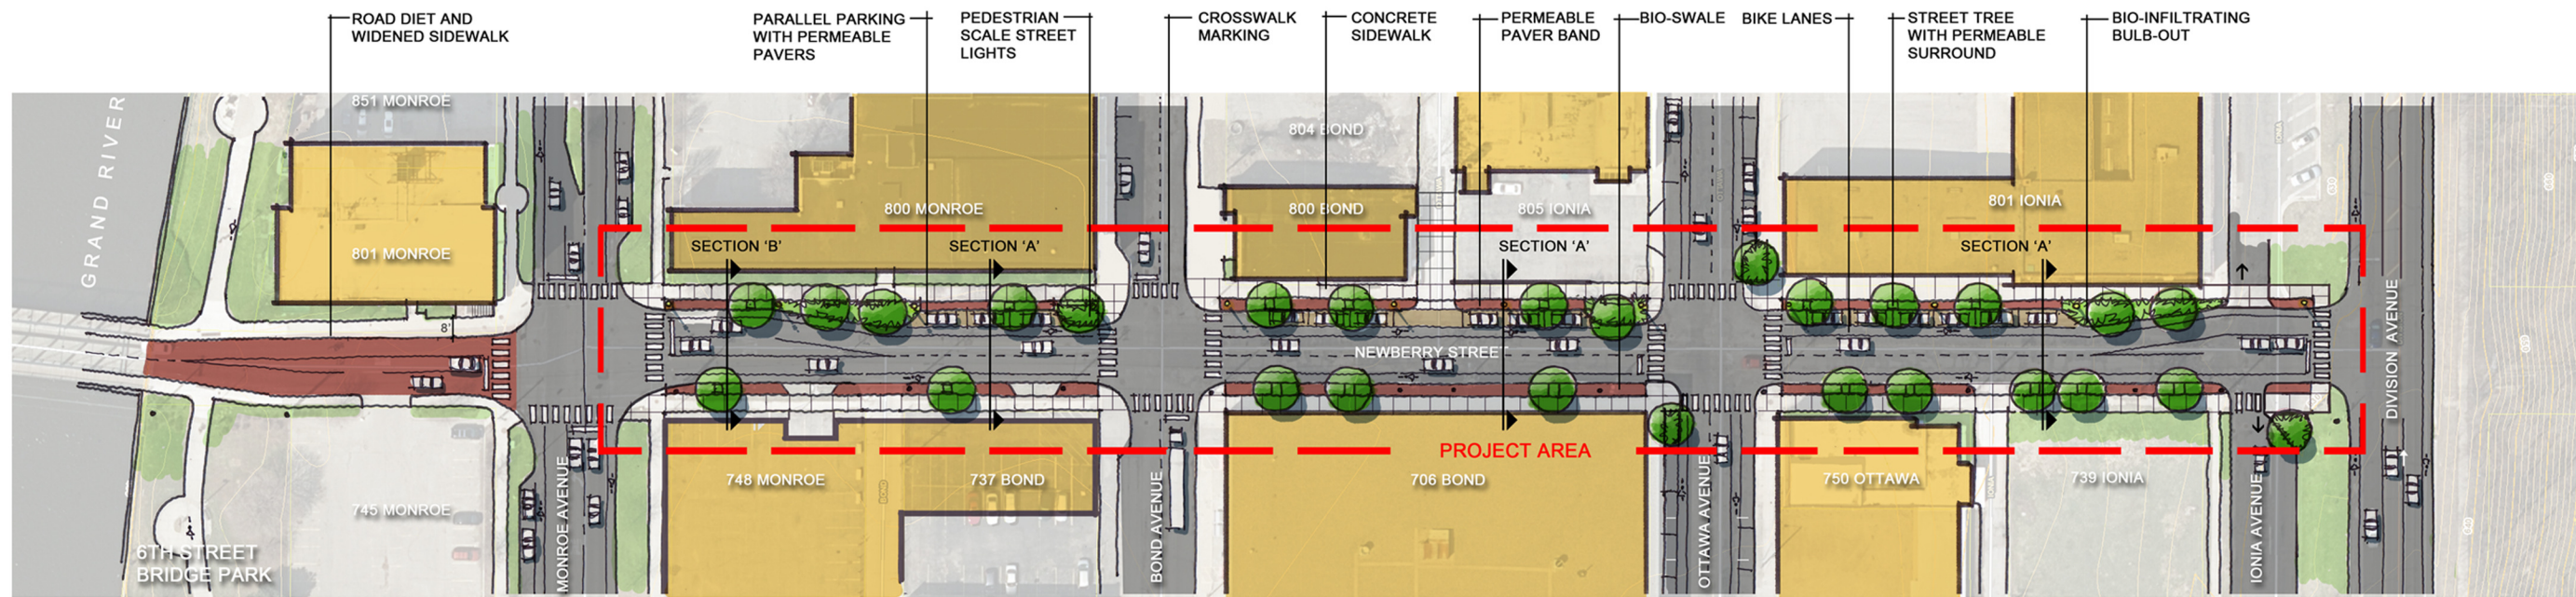 ROAD DIET AND
WIDENED SIDEWALK
PARALLEL PARKING
WITH PERMEABLE
PAVERS
PEDESTRIAN
SCALE STREET
LIGHTS
CROSSWALK
MARKING
CONCRETE
SIDEWALK
PERMEABLE
PAVER BAND
BIO-SWALE
BIKE LANES
STREET TREE
WITH PERMEABLE
SURROUND
BIO-INFILTRATING
BULB-OUT
GRAND RIVER
851 MONROE
801 MONROE
8'
800 MONROE
804 BOND
800 BOND
805 IONIA
801 IONIA
SECTION 'B'
SECTION 'A'
SECTION 'A'
SECTION 'A'
NEWBERRY STREET
PROJECT AREA
748 MONROE
737 BOND
706 BOND
750 OTTAWA
739 IONIA
745 MONROE
6TH STREET
BRIDGE PARK
MONROE AVENUE
BOND AVENUE
OTTAWA AVENUE
IONIA AVENUE
DIVISION AVENUE